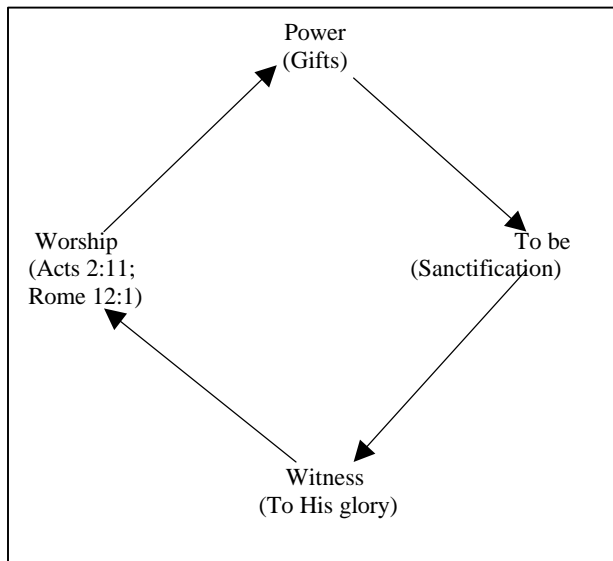 Power
(Gifts)
Worship
(Acts 2:11;
Rome 12:1)
To be
(Sanctification)
Witness
(To His glory)